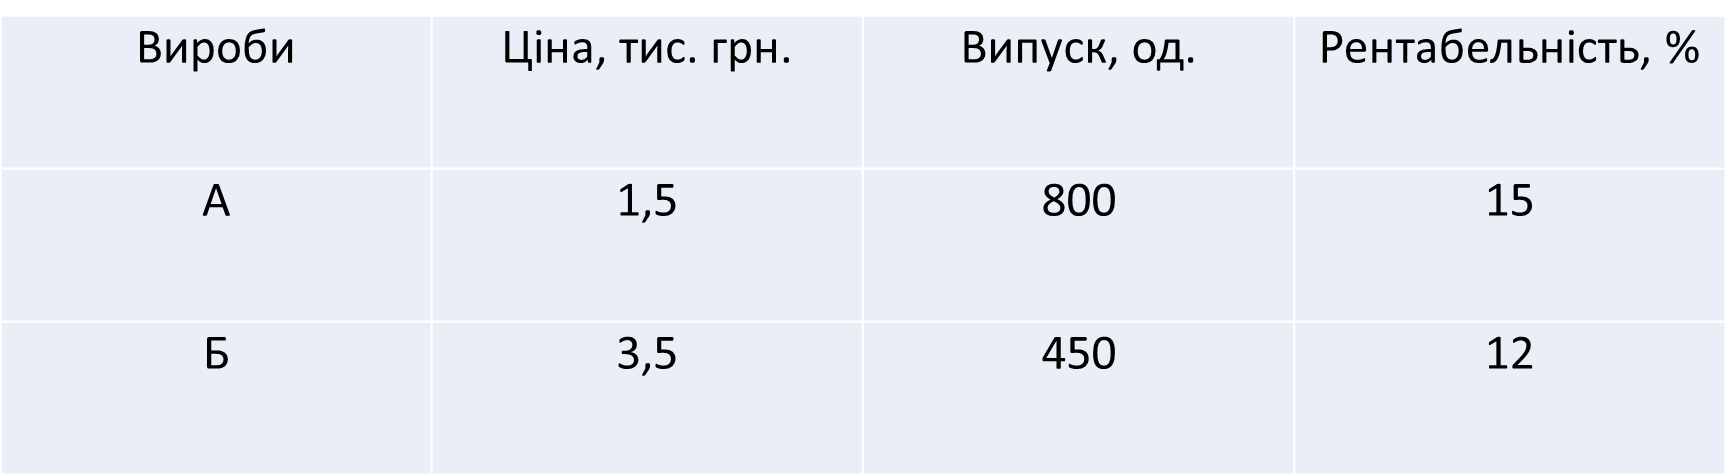 Вироби Ціна, тис. грн. Випуск, од. Рентабельність, %
А 1,5 800 15
Б 3,5 450 12